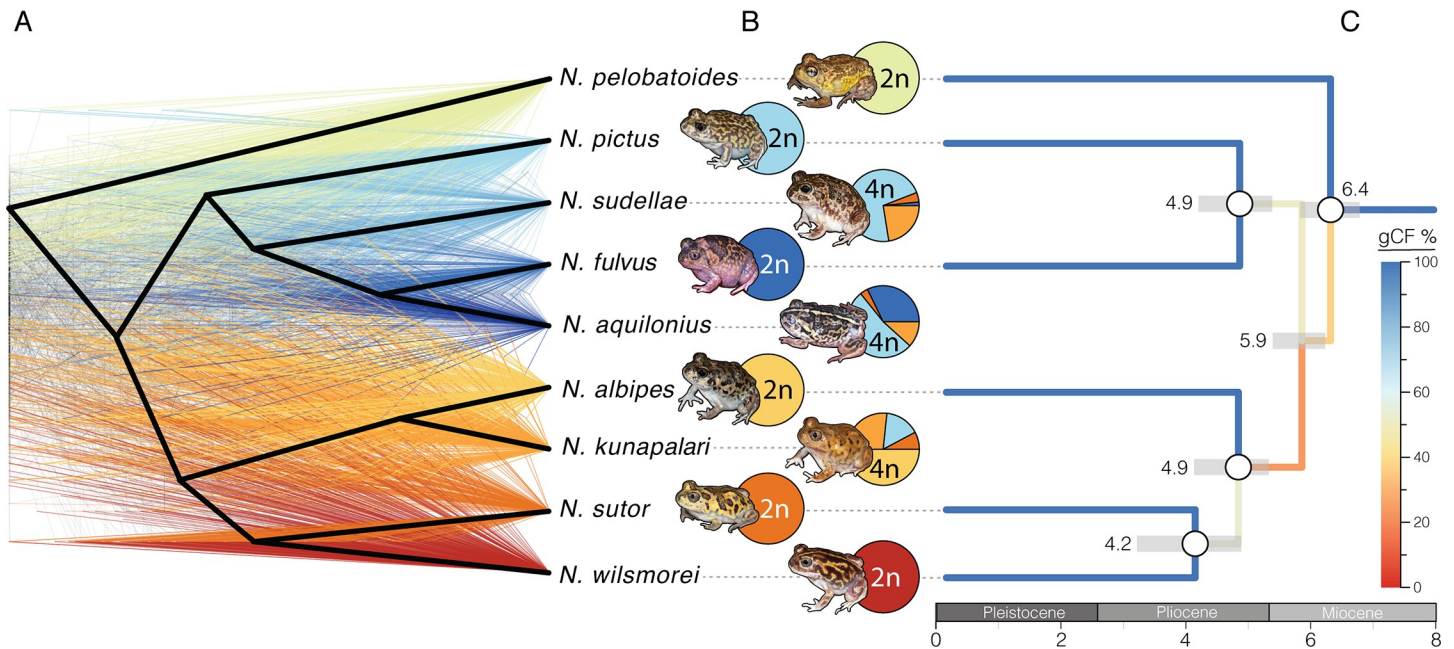 A
B
C
N. pelobatoides
2n
N. pictus
2n
N. sudellae
4n
N. fulvus
2n
N. aquilonius
4n
N. albipes
2n
N. kunapalari
4n
N. sutor
2n
N. wilsmorei
2n
6.4
4.9
5.9
4.9
4.2
gCF %
100
80
60
40
20
0
Pleistocene
Pliocene
Miocene
0
2
4
6
8